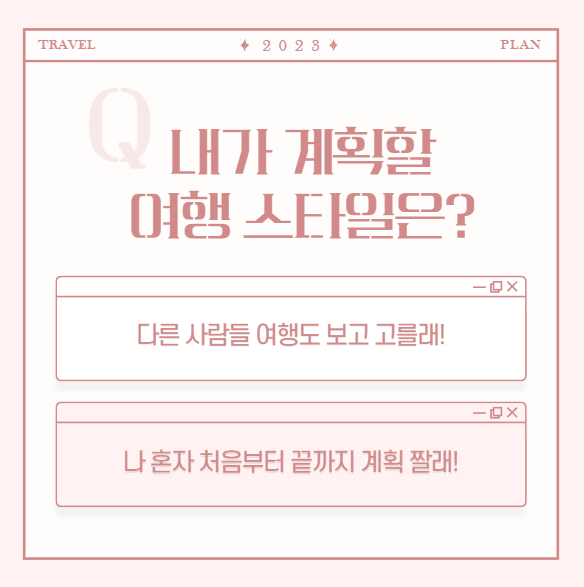 TRAVEL 2023 PLAN
Q
내가 계획할
여행 스타일은?
다른 사람들 여행도 보고 고를래!
나 혼자 처음부터 끝까지 계획 짤래!